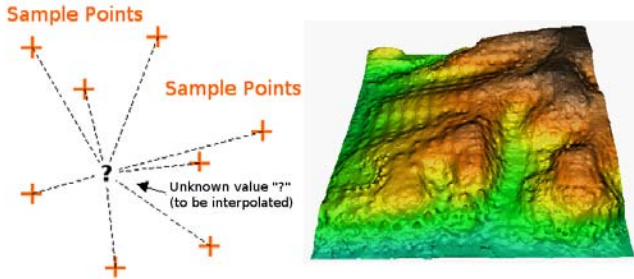 Sample Points
Sample Points
?
Unknown value "?"
(to be interpolated)